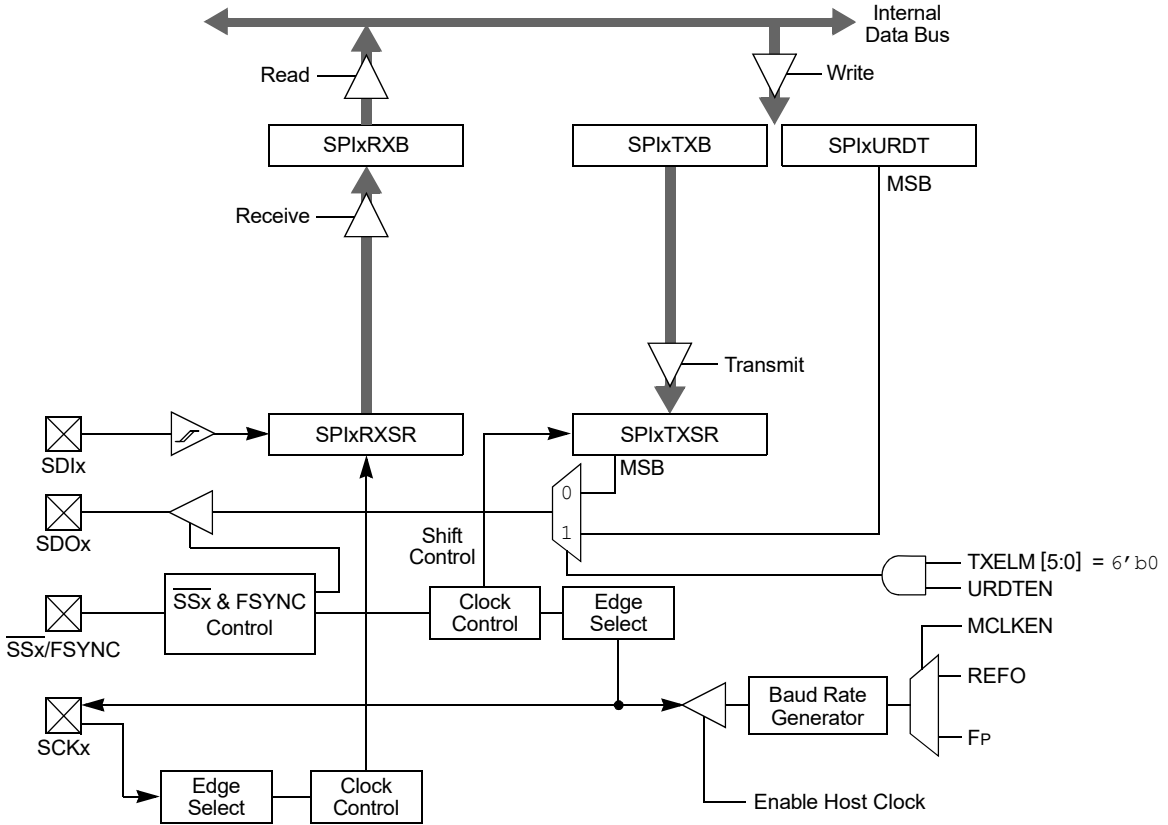 Internal
Data Bus
Read
Write
SPIxRXB
SPIxTXB
SPIxURDT
MSB
Receive
Transmit
SDIx
SPIxRXSR
SPIxTXSR
MSB
0
SDOx
1
Shift
Control
TXELM [5:0] = 6'b0
URDTEN
SSx & FSYNC
Control
Clock
Control
Edge
Select
SSx/FSYNC
MCLKEN
REFO
Baud Rate
Generator
FP
SCKx
Edge
Select
Clock
Control
Enable Host Clock